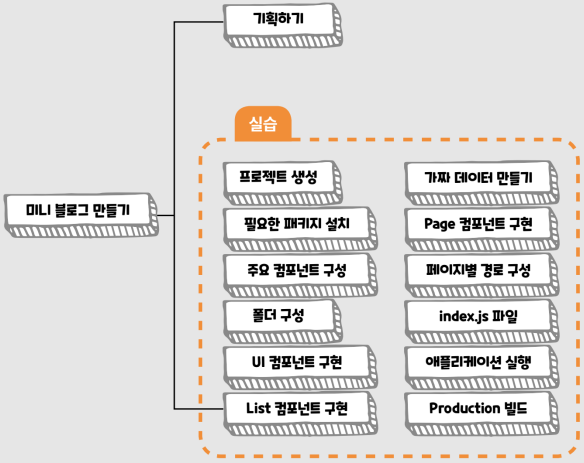 기획하기
실습
미니 블로그 만들기
프로젝트 생성
필요한 패키지 설치
주요 컴포넌트 구성
폴더 구성
UI 컴포넌트 구현
List 컴포넌트 구현
가짜 데이터 만들기
Page 컴포넌트 구현
페이지별 경로 구성
index.js 파일
애플리케이션 실행
Production 빌드